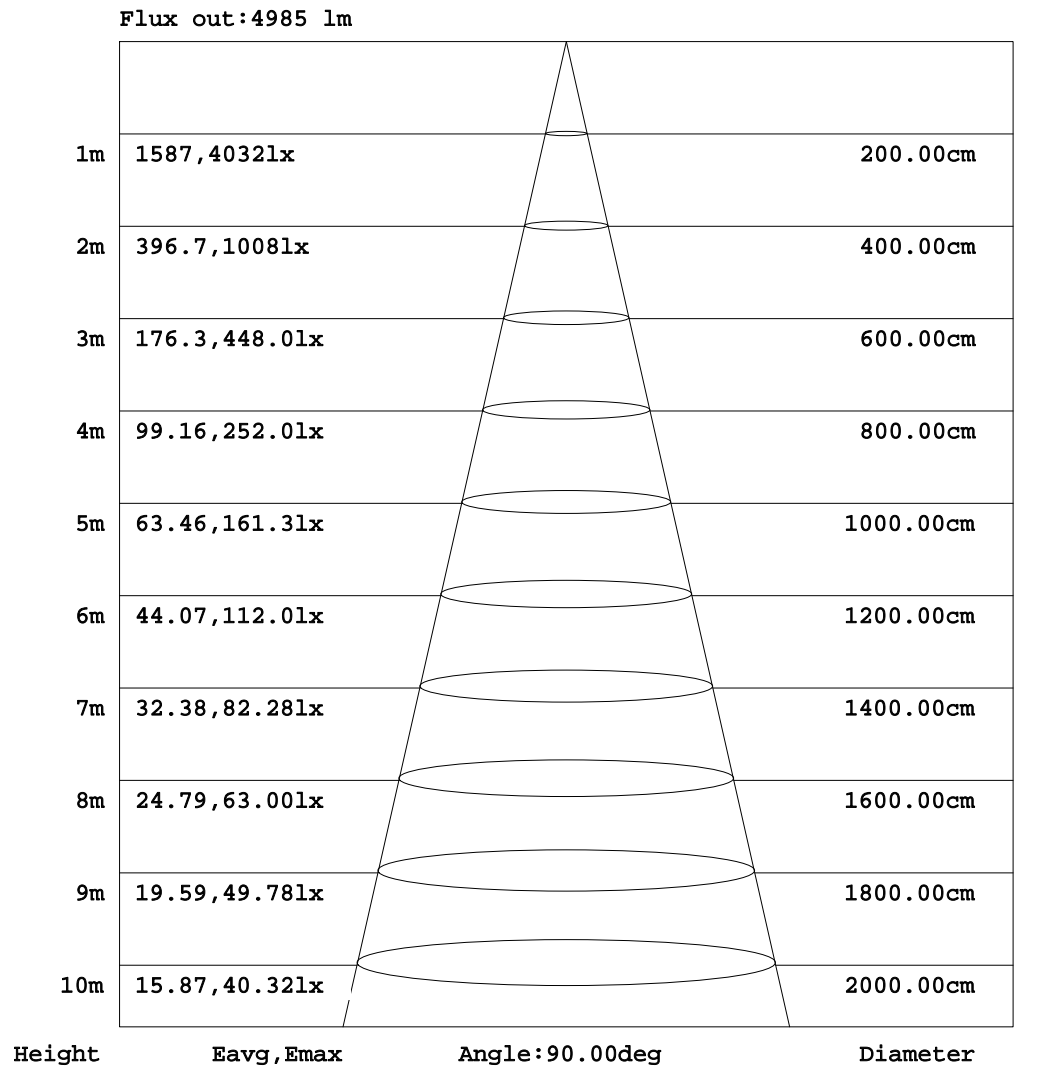 Flux out:4985 lm
1m 1587,4032lx 200.00cm
2m 396.7,1008lx 400.00cm
3m 176.3,448.0lx 600.00cm
4m 99.16,252.0lx 800.00cm
5m 63.46,161.3lx 1000.00cm
6m 44.07,112.0lx 1200.00cm
7m 32.38,82.28lx 1400.00cm
8m 24.79,63.00lx 1600.00cm
9m 19.59,49.78lx 1800.00cm
10m 15.87,40.32lx 2000.00cm
Height Eavg,Emax Angle:90.00deg Diameter